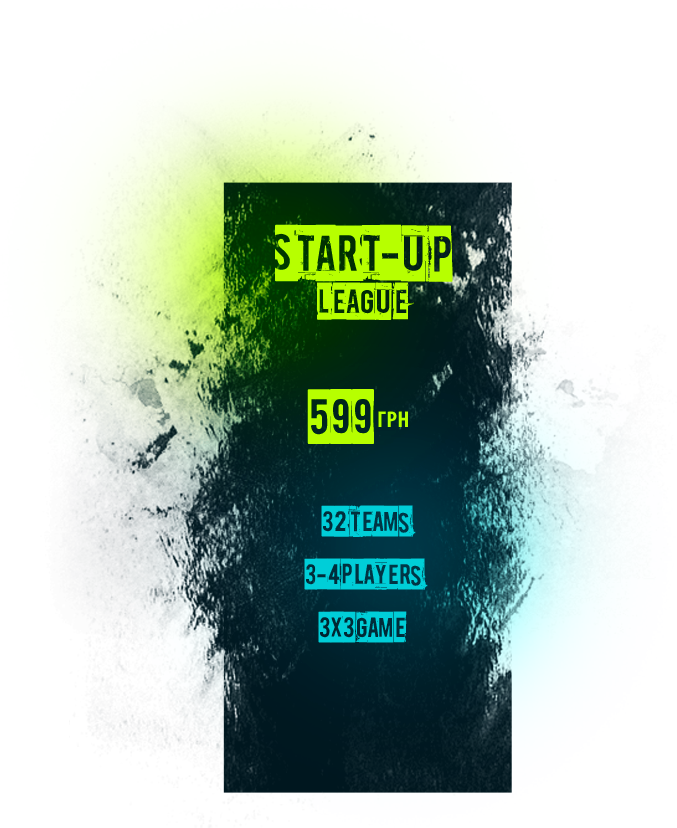 START-UP
LEAGUE
599 ГРН
32 TEAMS
3-4 PLAYERS
3X3 GAME